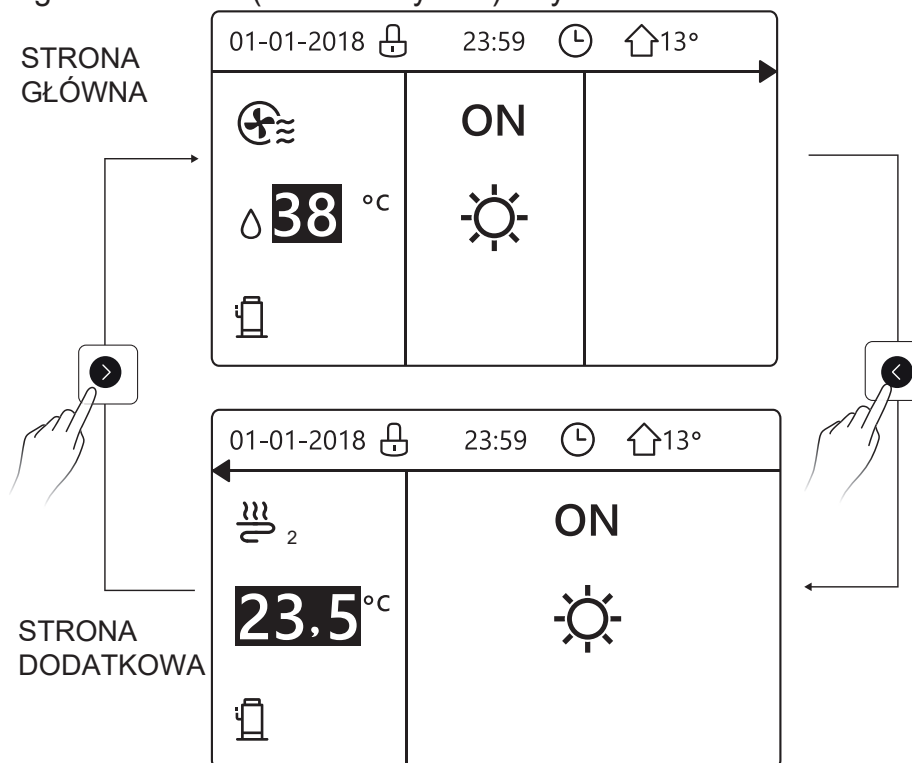 STRONA
GŁÓWNA
01-01-2018 23:59 13°
ON
38 °C
01-01-2018 23:59 13°
2
ON
23,5 °C
STRONA
DODATKOWA